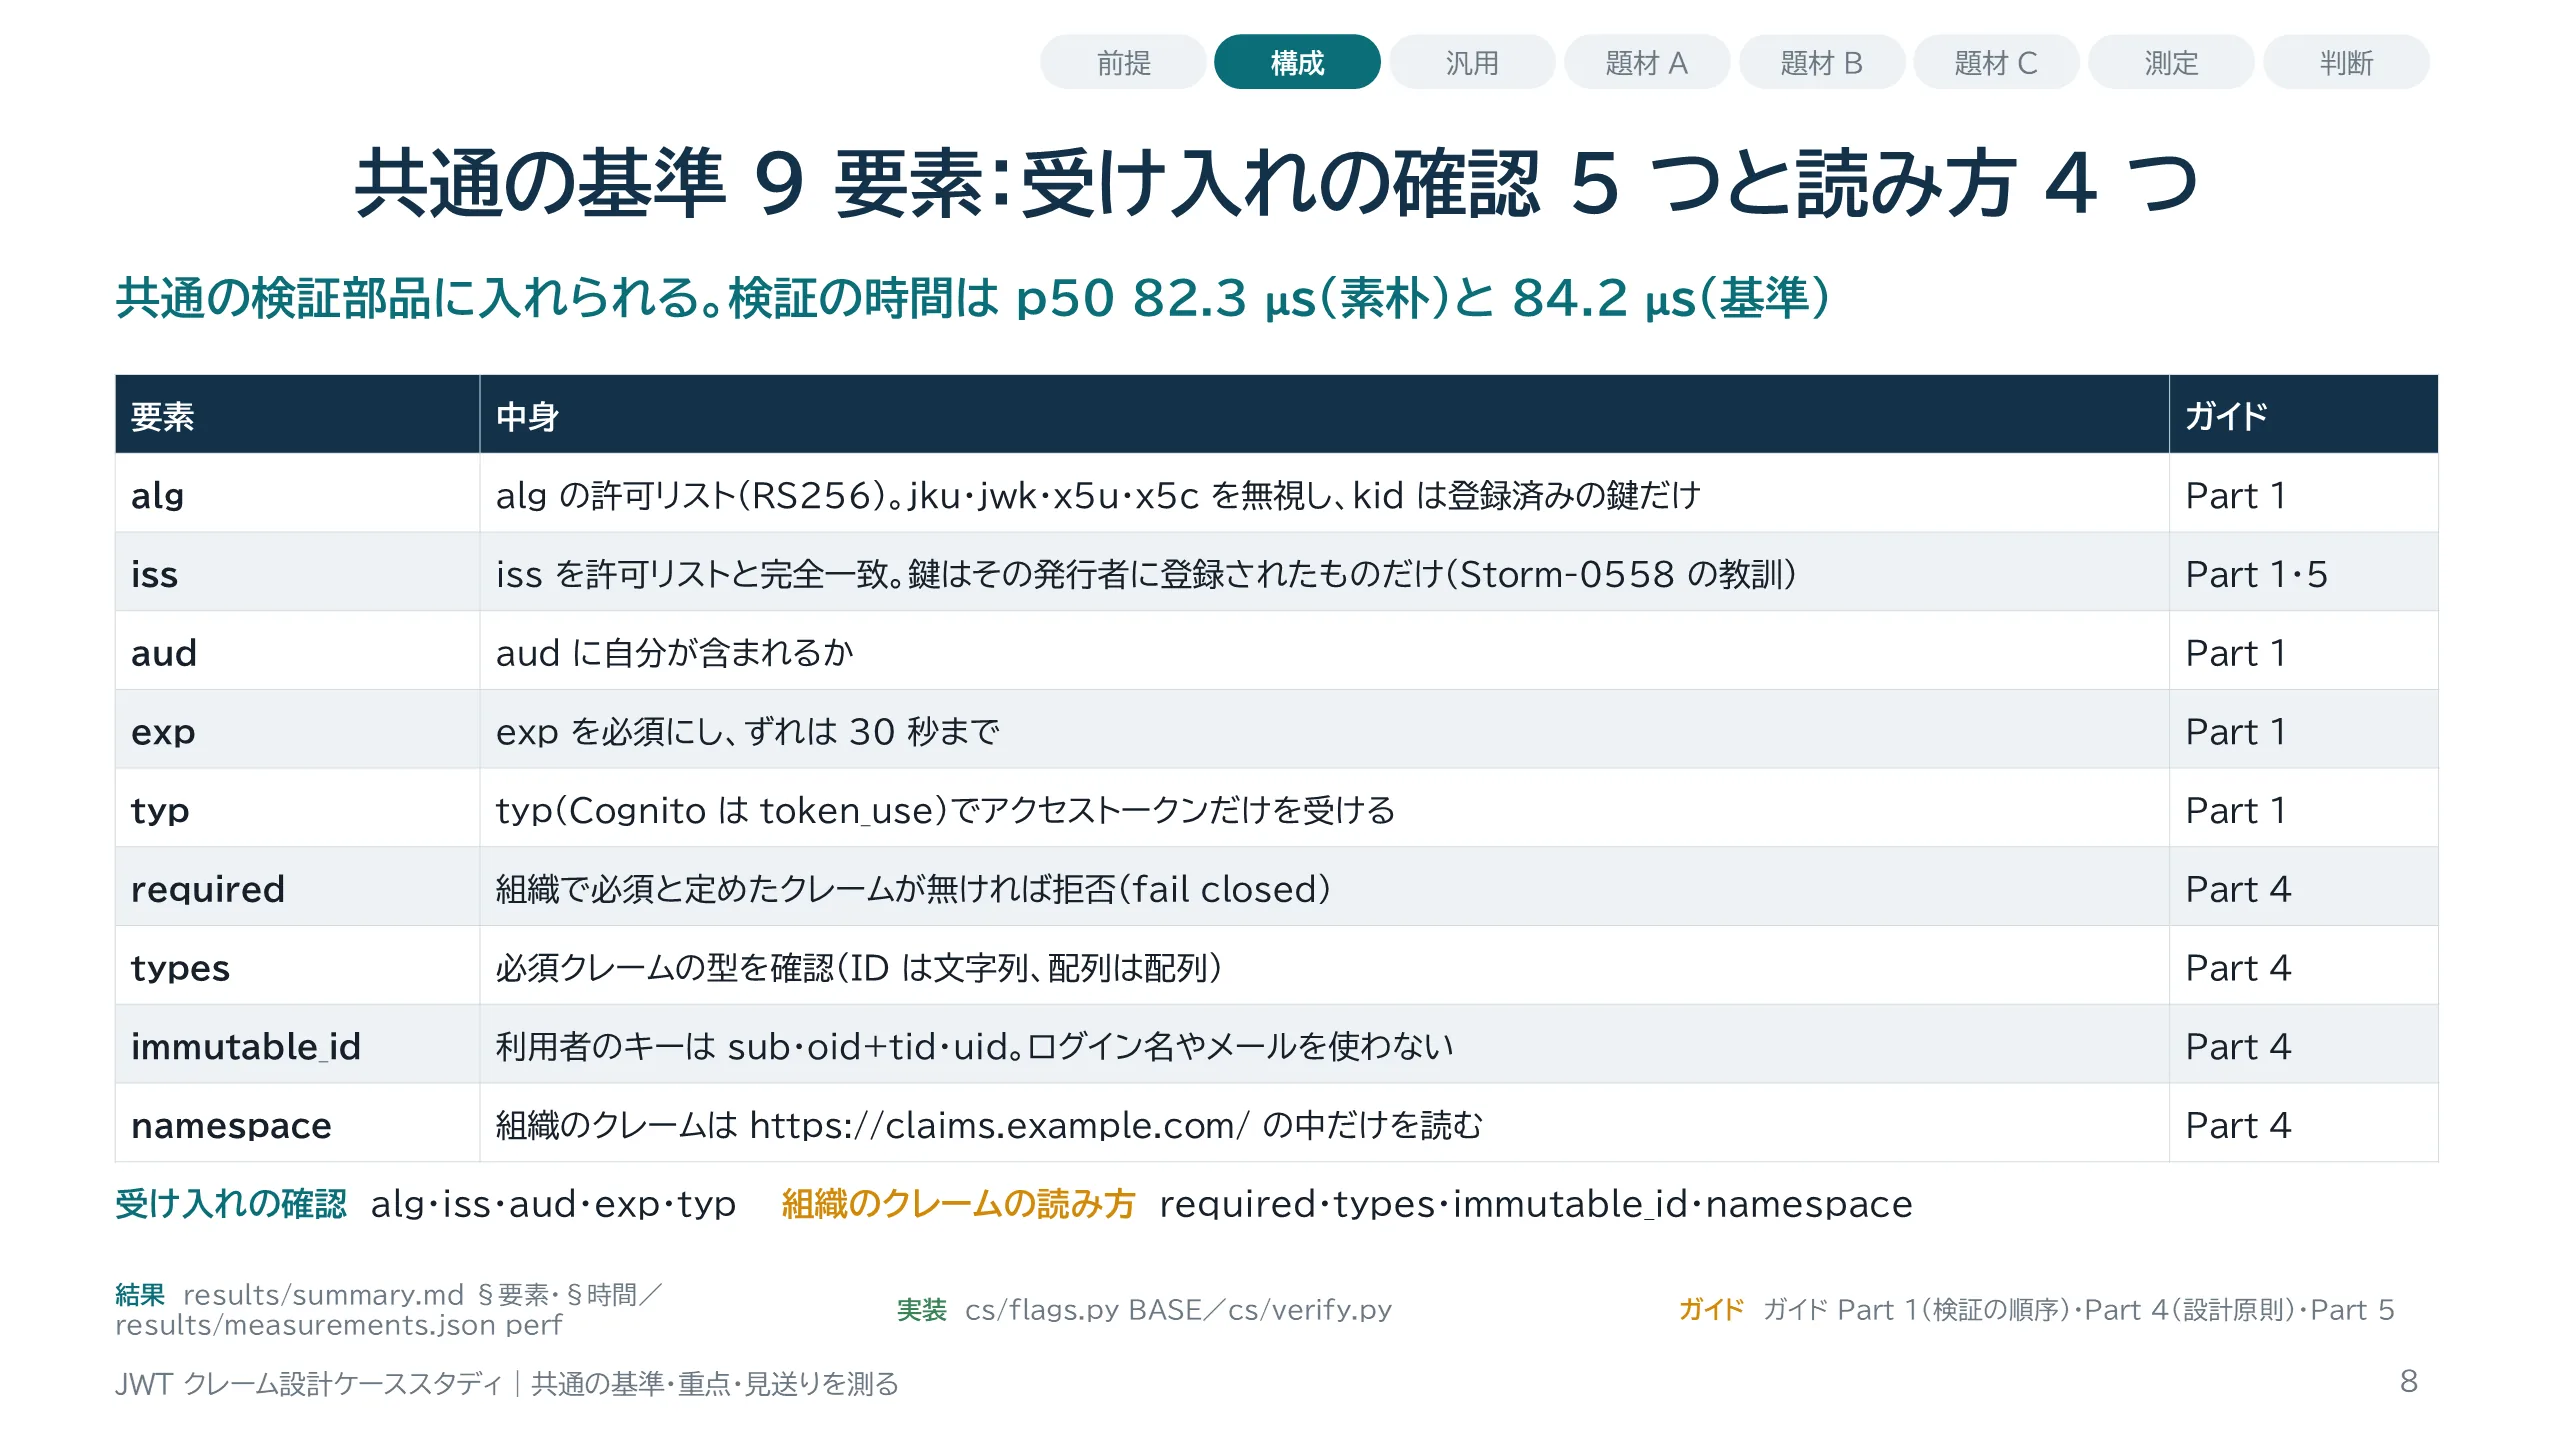 前提 構成 汎用 題材 A 題材 B 題材 C 測定 判断
共通の基準 9 要素：受け入れの確認 5 つと読み方 4 つ
共通の検証部品に入れられる。検証の時間は p50 82.3 µs（素朴）と 84.2 µs（基準）
要素 中身 ガイド
alg alg の許可リスト（RS256）。jku・jwk・x5u・x5c を無視し、kid は登録済みの鍵だけ Part 1
iss iss を許可リストと完全一致。鍵はその発行者に登録されたものだけ（Storm-0558 の教訓） Part 1・5
aud aud に自分が含まれるか Part 1
exp exp を必須にし、ずれは 30 秒まで Part 1
typ typ（Cognito は token_use）でアクセストークンだけを受ける Part 1
required 組織で必須と定めたクレームが無ければ拒否（fail closed） Part 4
types 必須クレームの型を確認（ID は文字列、配列は配列） Part 4
immutable_id 利用者のキーは sub・oid+tid・uid。ログイン名やメールを使わない Part 4
namespace 組織のクレームは https://claims.example.com/ の中だけを読む Part 4
受け入れの確認 alg・iss・aud・exp・typ 組織のクレームの読み方 required・types・immutable_id・namespace
結果 results/summary.md §要素・§時間／
results/measurements.json perf
実装 cs/flags.py BASE／cs/verify.py
ガイド ガイド Part 1（検証の順序）・Part 4（設計原則）・Part 5
JWT クレーム設計ケーススタディ｜共通の基準・重点・見送りを測る
8